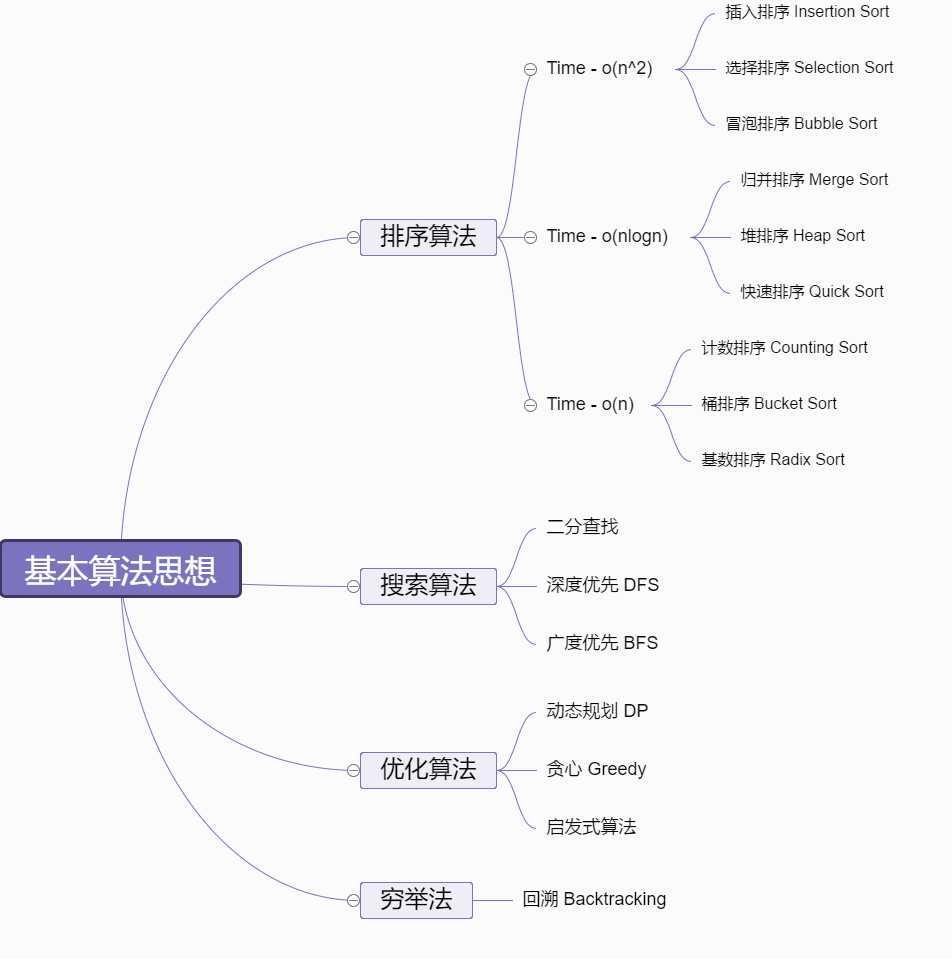 基本算法思想
排序算法
Time - o(n^2)
插入排序 Insertion Sort
选择排序 Selection Sort
冒泡排序 Bubble Sort
Time - o(nlogn)
归并排序 Merge Sort
堆排序 Heap Sort
快速排序 Quick Sort
Time - o(n)
计数排序 Counting Sort
桶排序 Bucket Sort
基数排序 Radix Sort
搜索算法
二分查找
深度优先 DFS
广度优先 BFS
优化算法
动态规划 DP
贪心 Greedy
启发式算法
穷举法
回溯 Backtracking